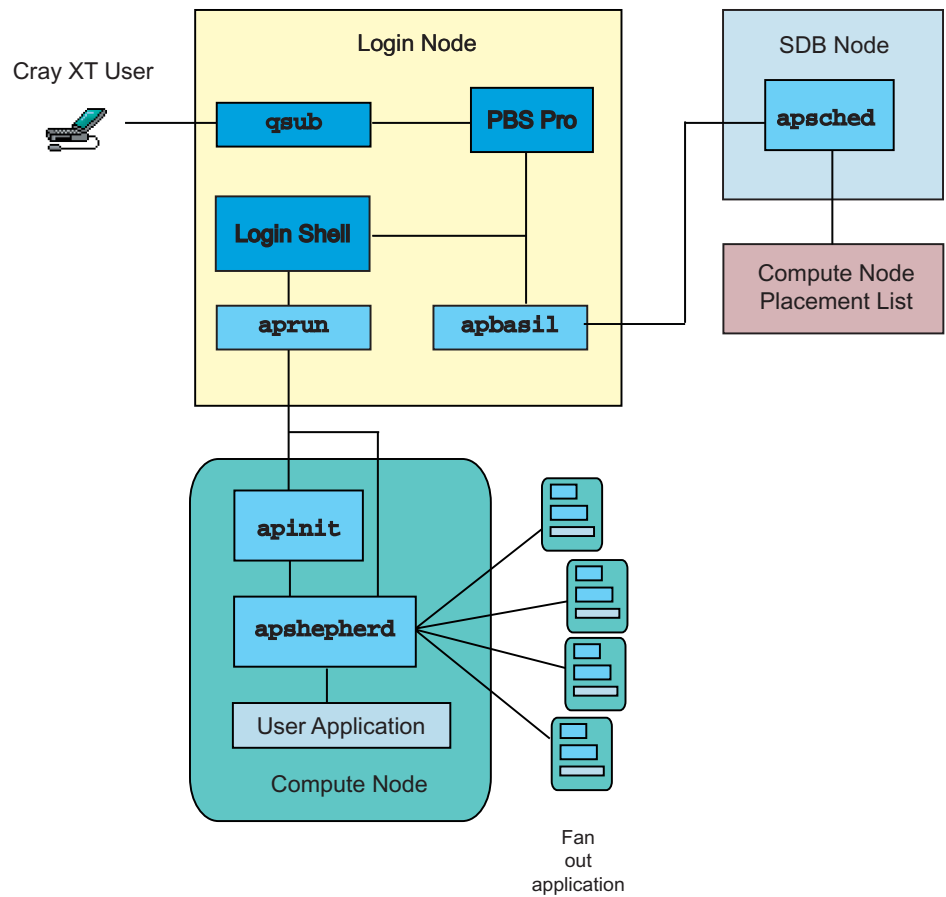 Cray XT User
Login Node
SDB Node
qsub
PBS Pro
apsched
Login Shell
Compute Node
Placement List
aprun
apbasil
apinit
apshepherd
User Application
Compute Node
Fan
out
application